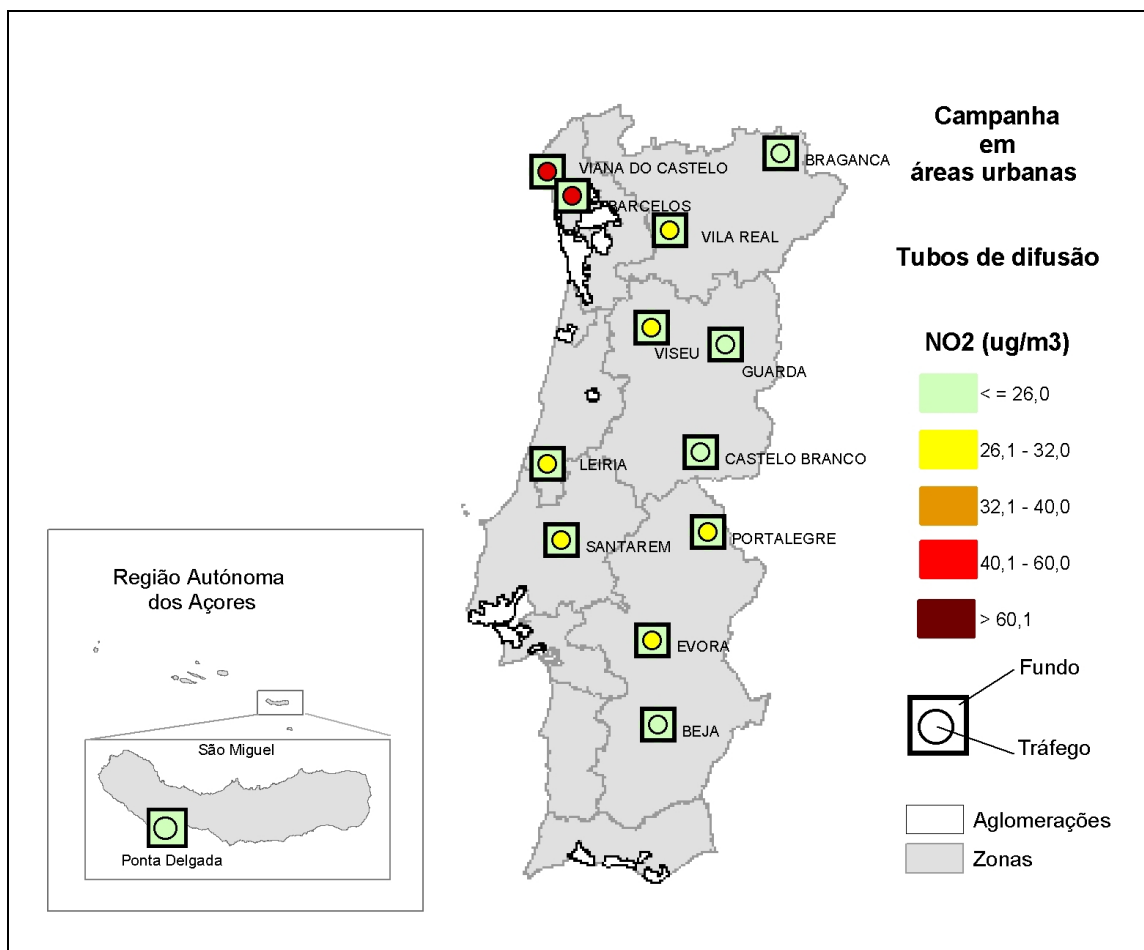 Campanha
em
áreas urbanas
Tubos de difusão
NO2 (ug/m3)
< = 26,0
26,1 - 32,0
32,1 - 40,0
40,1 - 60,0
> 60,1
Fundo
Tráfego
Aglomerações
Zonas
BRAGANCA
VIANA DO CASTELO
BARCELOS
VILA REAL
VISEU
GUARDA
CASTELO BRANCO
LEIRIA
SANTAREM
PORTALEGRE
EVORA
BEJA
Região Autónoma
dos Açores
São Miguel
Ponta Delgada